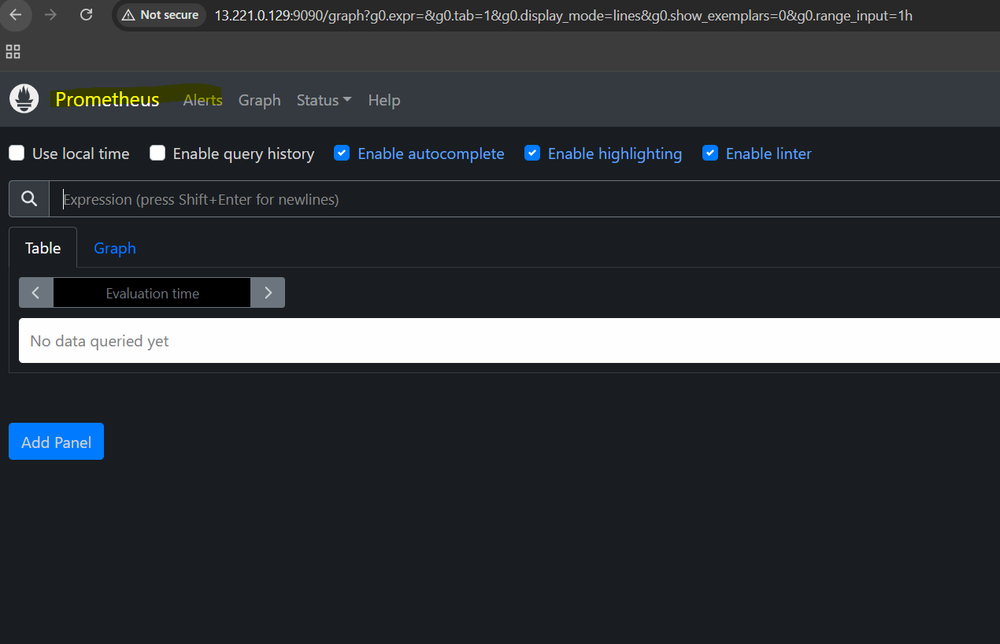 Not secure 13.221.0.129:9090/graph?g0.expr=&g0.tab=1&g0.display_mode=lines&g0.show_exemplars=0&g0.range_input=1h
Prometheus Alerts Graph Status Help
Use local time Enable query history Enable autocomplete Enable highlighting Enable linter
Expression (press Shift+Enter for newlines)
Table Graph
Evaluation time
No data queried yet
Add Panel